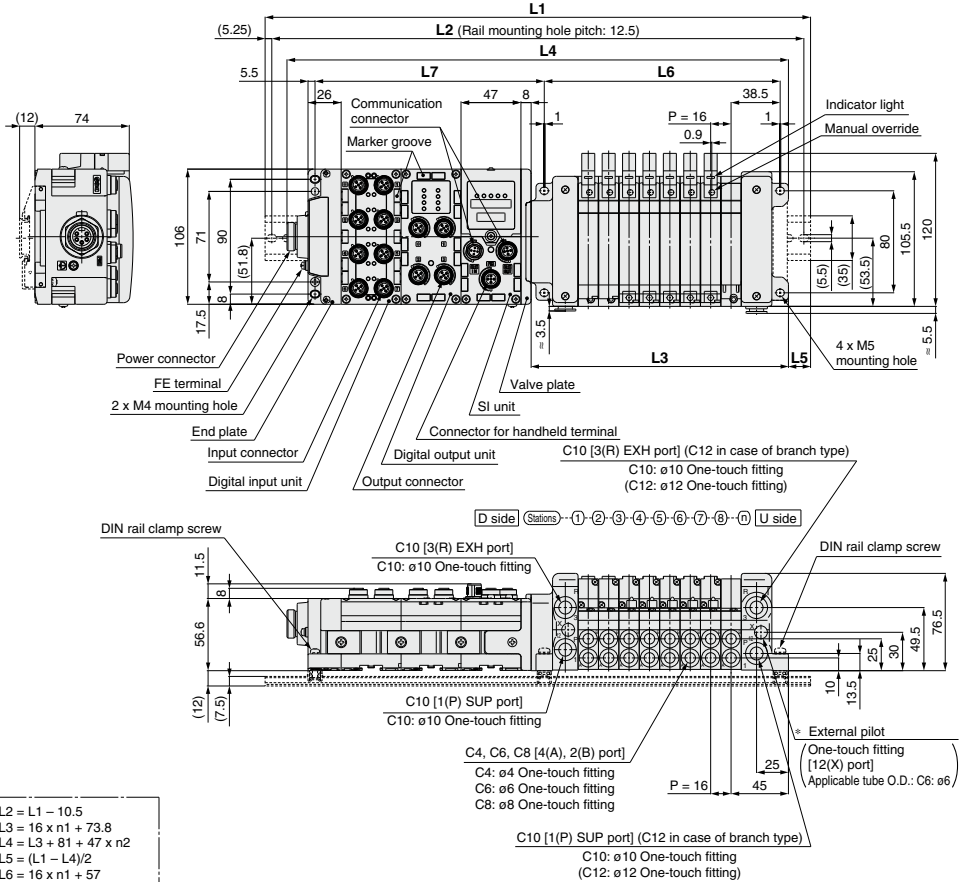 L1
(5.25)
L2 (Rail mounting hole pitch: 12.5)
L4
5.5
L7
L6
(12)
74
26
Communication
connector
47
8
38.5
Indicator light
1
P = 16
1
Manual override
Marker groove
0.9
106
71
90
(51.8)
8
17.5
80
105.5
120
(5.5)
(35)
(53.5)
≈ 3.5
≈ 5.5
4 x M5
mounting hole
L3
L5
Power connector
Valve plate
FE terminal
SI unit
2 x M4 mounting hole
End plate
Connector for handheld terminal
Input connector
Digital output unit
C10 [3(R) EXH port] (C12 in case of branch type)
C10: ø10 One-touch fitting
(C12: ø12 One-touch fitting)
Digital input unit
Output connector
D side (Stations) 1 2 3 4 5 6 7 8 n U side
DIN rail clamp screw
C10 [3(R) EXH port]
C10: ø10 One-touch fitting
DIN rail clamp screw
11.5
8
56.6
(12)
(7.5)
10
13.5
25
30
49.5
76.5
C10 [1(P) SUP port]
C10: ø10 One-touch fitting
* External pilot
(One-touch fitting
[12(X) port]
Applicable tube O.D.: C6: ø6)
C4, C6, C8 [4(A), 2(B) port]
C4: ø4 One-touch fitting
C6: ø6 One-touch fitting
C8: ø8 One-touch fitting
25
P = 16
45
C10 [1(P) SUP port] (C12 in case of branch type)
C10: ø10 One-touch fitting
(C12: ø12 One-touch fitting)
L2 = L1 – 10.5
L3 = 16 x n1 + 73.8
L4 = L3 + 81 + 47 x n2
L5 = (L1 – L4)/2
L6 = 16 x n1 + 57